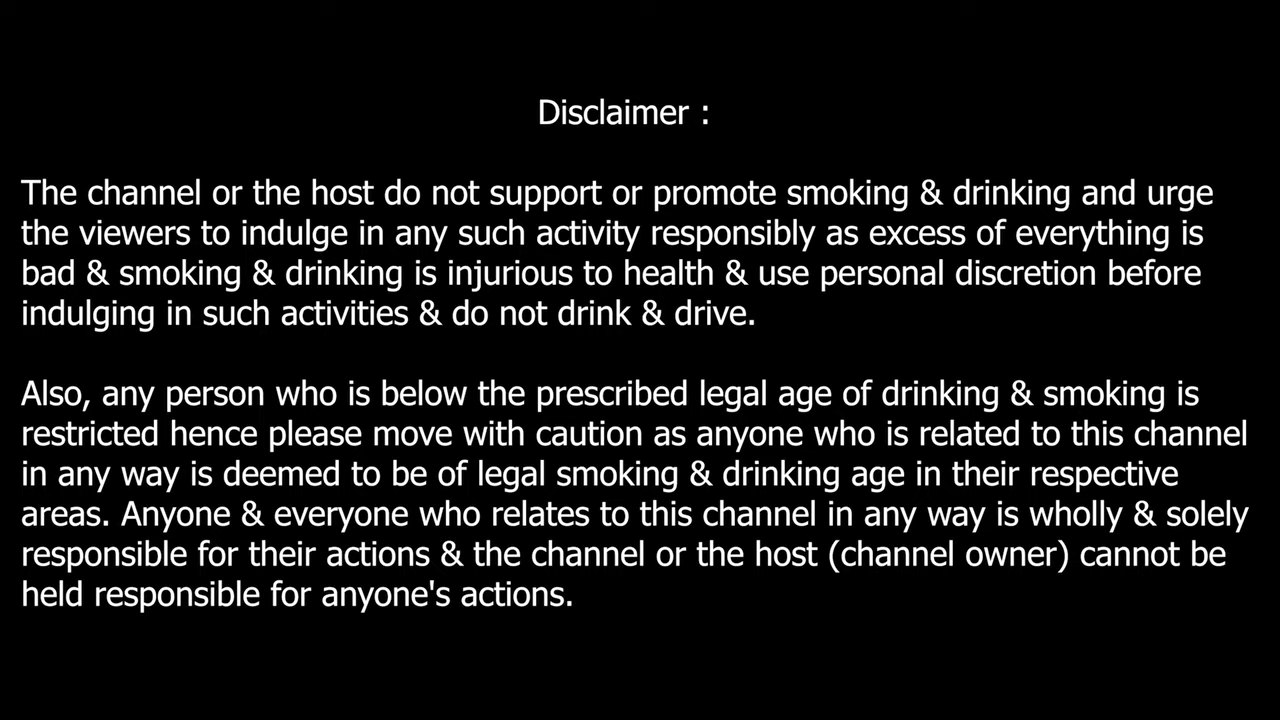 Disclaimer :
The channel or the host do not support or promote smoking & drinking and urge
the viewers to indulge in any such activity responsibly as excess of everything is
bad & smoking & drinking is injurious to health & use personal discretion before
indulging in such activities & do not drink & drive.
Also, any person who is below the prescribed legal age of drinking & smoking is
restricted hence please move with caution as anyone who is related to this channel
in any way is deemed to be of legal smoking & drinking age in their respective
areas. Anyone & everyone who relates to this channel in any way is wholly & solely
responsible for their actions & the channel or the host (channel owner) cannot be
held responsible for anyone's actions.